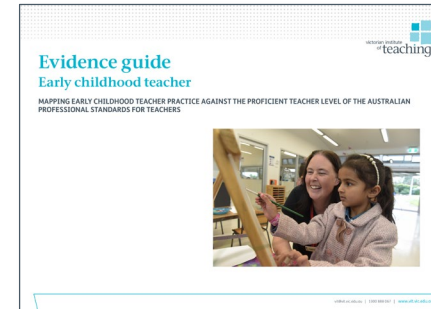 victorian institute
of teaching
Evidence guide
Early childhood teacher
MAPPING EARLY CHILDHOOD TEACHER PRACTICE AGAINST THE PROFICIENT TEACHER LEVEL OF THE AUSTRALIAN
PROFESSIONAL STANDARDS FOR TEACHERS